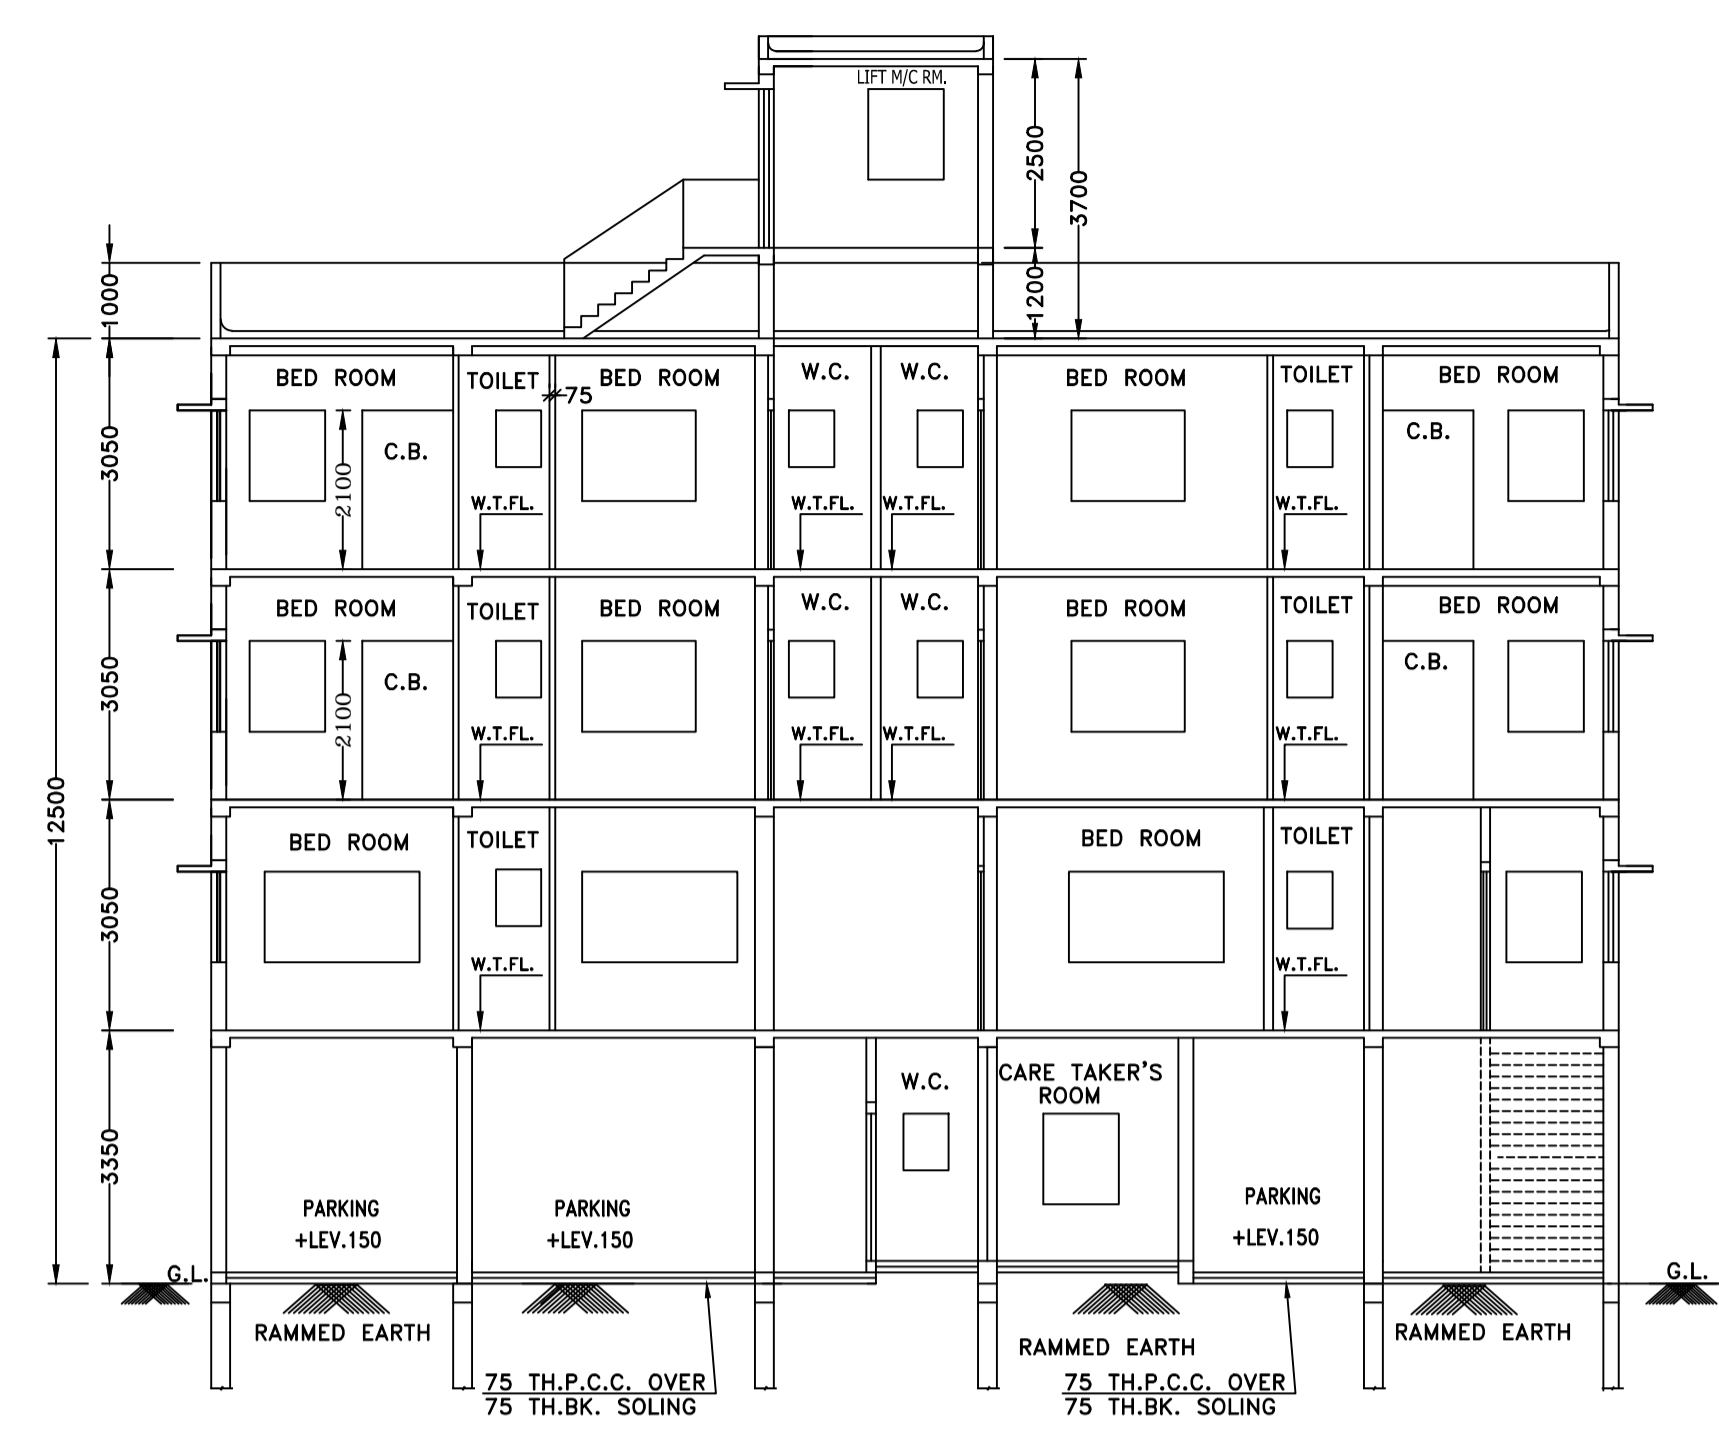 LIFT M/C RM.
2500
3700
1200
1000
BED ROOM
TOILET
75
BED ROOM
W.C.
W.C.
BED ROOM
TOILET
BED ROOM
C.B.
C.B.
3050
2100
W.T.FL.
W.T.FL.
W.T.FL.
W.T.FL.
BED ROOM
TOILET
BED ROOM
W.C.
W.C.
BED ROOM
TOILET
BED ROOM
C.B.
C.B.
3050
2100
W.T.FL.
W.T.FL.
W.T.FL.
W.T.FL.
12500
BED ROOM
TOILET
BED ROOM
TOILET
3050
W.T.FL.
W.T.FL.
W.C.
CARE TAKER'S
ROOM
3350
PARKING
+LEV.150
PARKING
+LEV.150
PARKING
+LEV.150
G.L.
G.L.
RAMMED EARTH
RAMMED EARTH
RAMMED EARTH
75 TH.P.C.C. OVER
75 TH.BK. SOLING
75 TH.P.C.C. OVER
75 TH.BK. SOLING